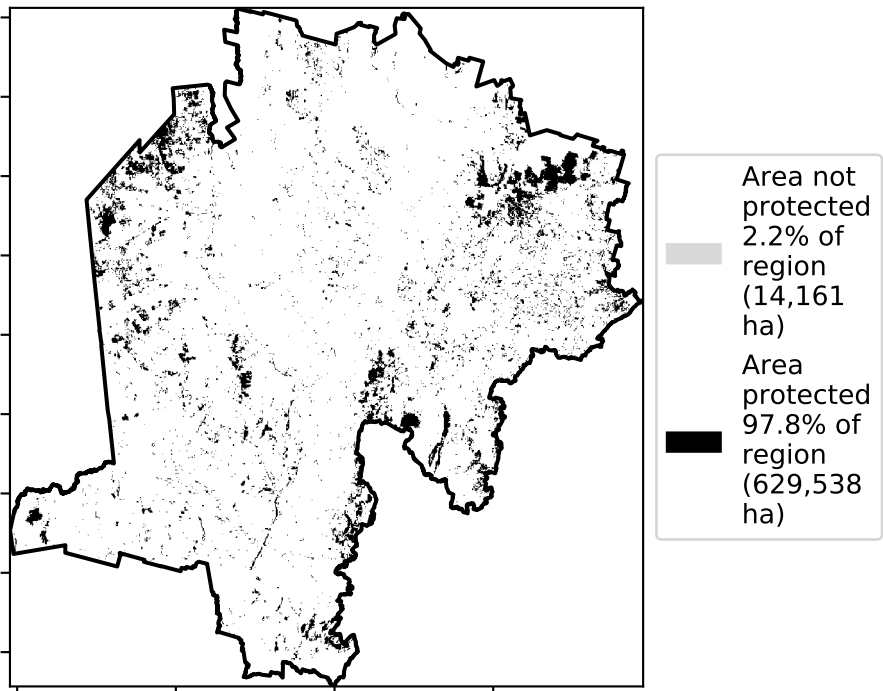 Area not
protected
2.2% of
region
(14,161
ha)
Area
protected
97.8% of
region
(629,538
ha)